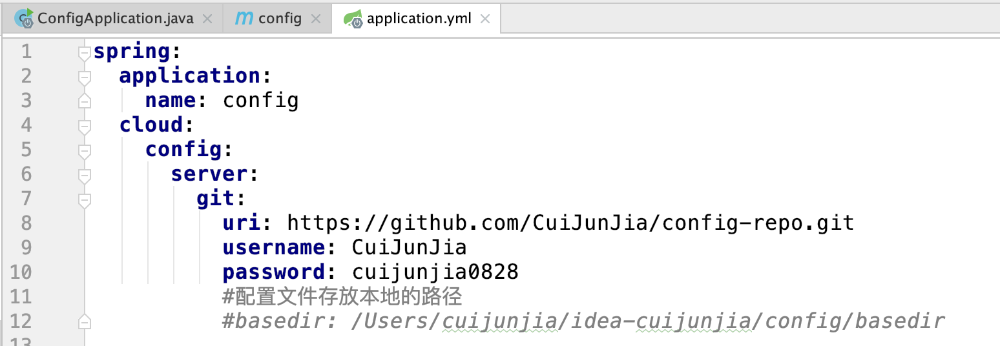 ConfigApplication.java config application.yml
1 spring:
2 application:
3 name: config
4 cloud:
5 config:
6 server:
7 git:
8 uri: https://github.com/CuiJunJia/config-repo.git
9 username: CuiJunJia
10 password: cuijunjia0828
11 #配置文件存放本地的路径
12 #basedir: /Users/cuijunjia/idea-cuijunjia/config/basedir
13